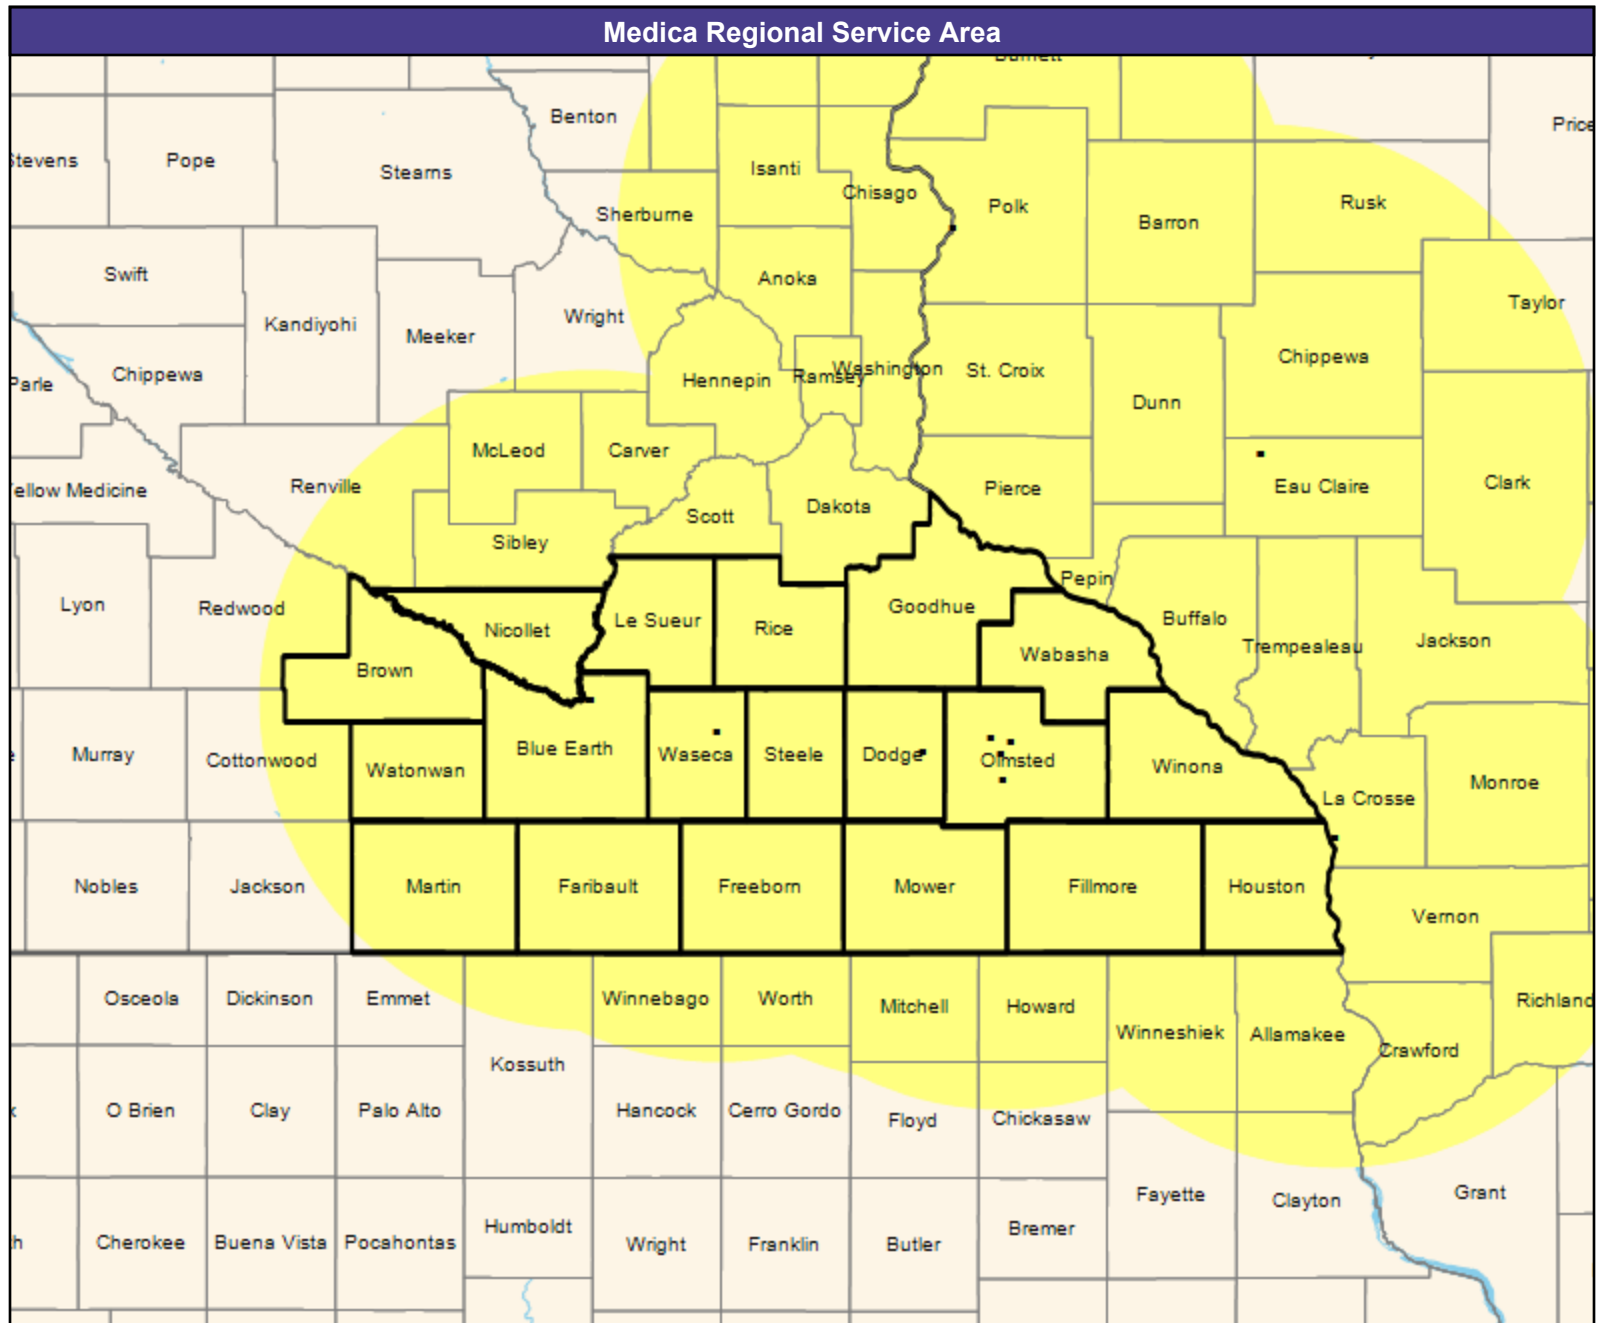 Medica Regional Service Area
Burnett
Benton
Price
Stevens
Pope
Stearns
Isanti
Chisago
Polk
Barron
Rusk
Sherburne
Swift
Anoka
Taylor
Kandiyohi
Meeker
Wright
Chippewa
Parle
Hennepin
Ramsey
Washington
St. Croix
Chippewa
Dunn
McLeod
Carver
Renville
ellow Medicine
Scott
Dakota
Pierce
Eau Claire
Clark
Sibley
Lyon
Redwood
Nicollet
Le Sueur
Rice
Goodhue
Pepin
Buffalo
Trempealeau
Jackson
Brown
Wabasha
Murray
Cottonwood
Watonwan
Blue Earth
Waseca
Steele
Dodge
Olmsted
Winona
La Crosse
Monroe
Nobles
Jackson
Martin
Faribault
Freeborn
Mower
Fillmore
Houston
Vernon
Osceola
Dickinson
Emmet
Winnebago
Worth
Mitchell
Howard
Winneshiek
Allamakee
Crawford
Richland
Kossuth
O Brien
Clay
Palo Alto
Hancock
Cerro Gordo
Floyd
Chickasaw
Fayette
Clayton
Grant
Cherokee
Buena Vista
Pocahontas
Humboldt
Wright
Franklin
Butler
Bremer